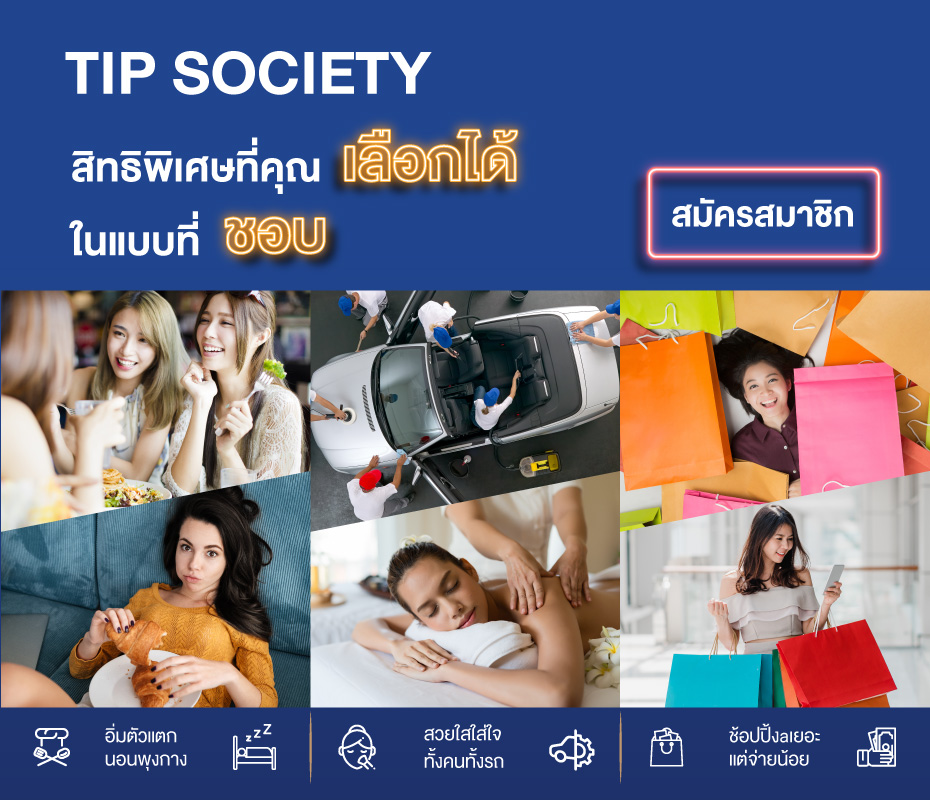 TIP SOCIETY
สิทธิพิเศษที่คุณ เลือกได้
ในแบบที่ ชอบ
สมัครสมาชิก
อิ่มตัวแตก
นอนพุงกาง
zzZ
สวยใสใส่ใจ
ทั้งคนทั้งรถ
ช้อปปิ้งaเยอะ
แต่จ่ายน้อย